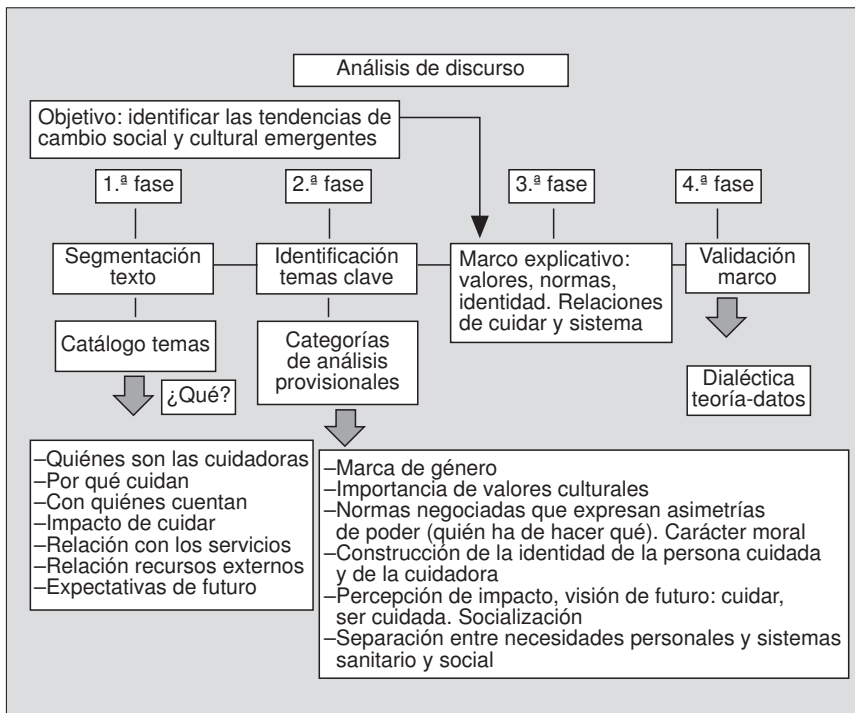 Análisis de discurso
Objetivo: identificar las tendencias de
cambio social y cultural emergentes
1.ª fase
2.ª fase
3.ª fase
4.ª fase
Segmentación
texto
Identificación
temas clave
Marco explicativo:
valores, normas,
identidad. Relaciones
de cuidar y sistema
Validación
marco
Catálogo temas
Categorías
de análisis
provisionales
Dialéctica
teoría-datos
¿Qué?
–Quiénes son las cuidadoras
–Por qué cuidan
–Con quiénes cuentan
–Impacto de cuidar
–Relación con los servicios
–Relación recursos externos
–Expectativas de futuro
–Marca de género
–Importancia de valores culturales
–Normas negociadas que expresan asimetrías
de poder (quién ha de hacer qué). Carácter moral
–Construcción de la identidad de la persona cuidada
y de la cuidadora
–Percepción de impacto, visión de futuro: cuidar,
ser cuidada. Socialización
–Separación entre necesidades personales y sistemas
sanitario y social